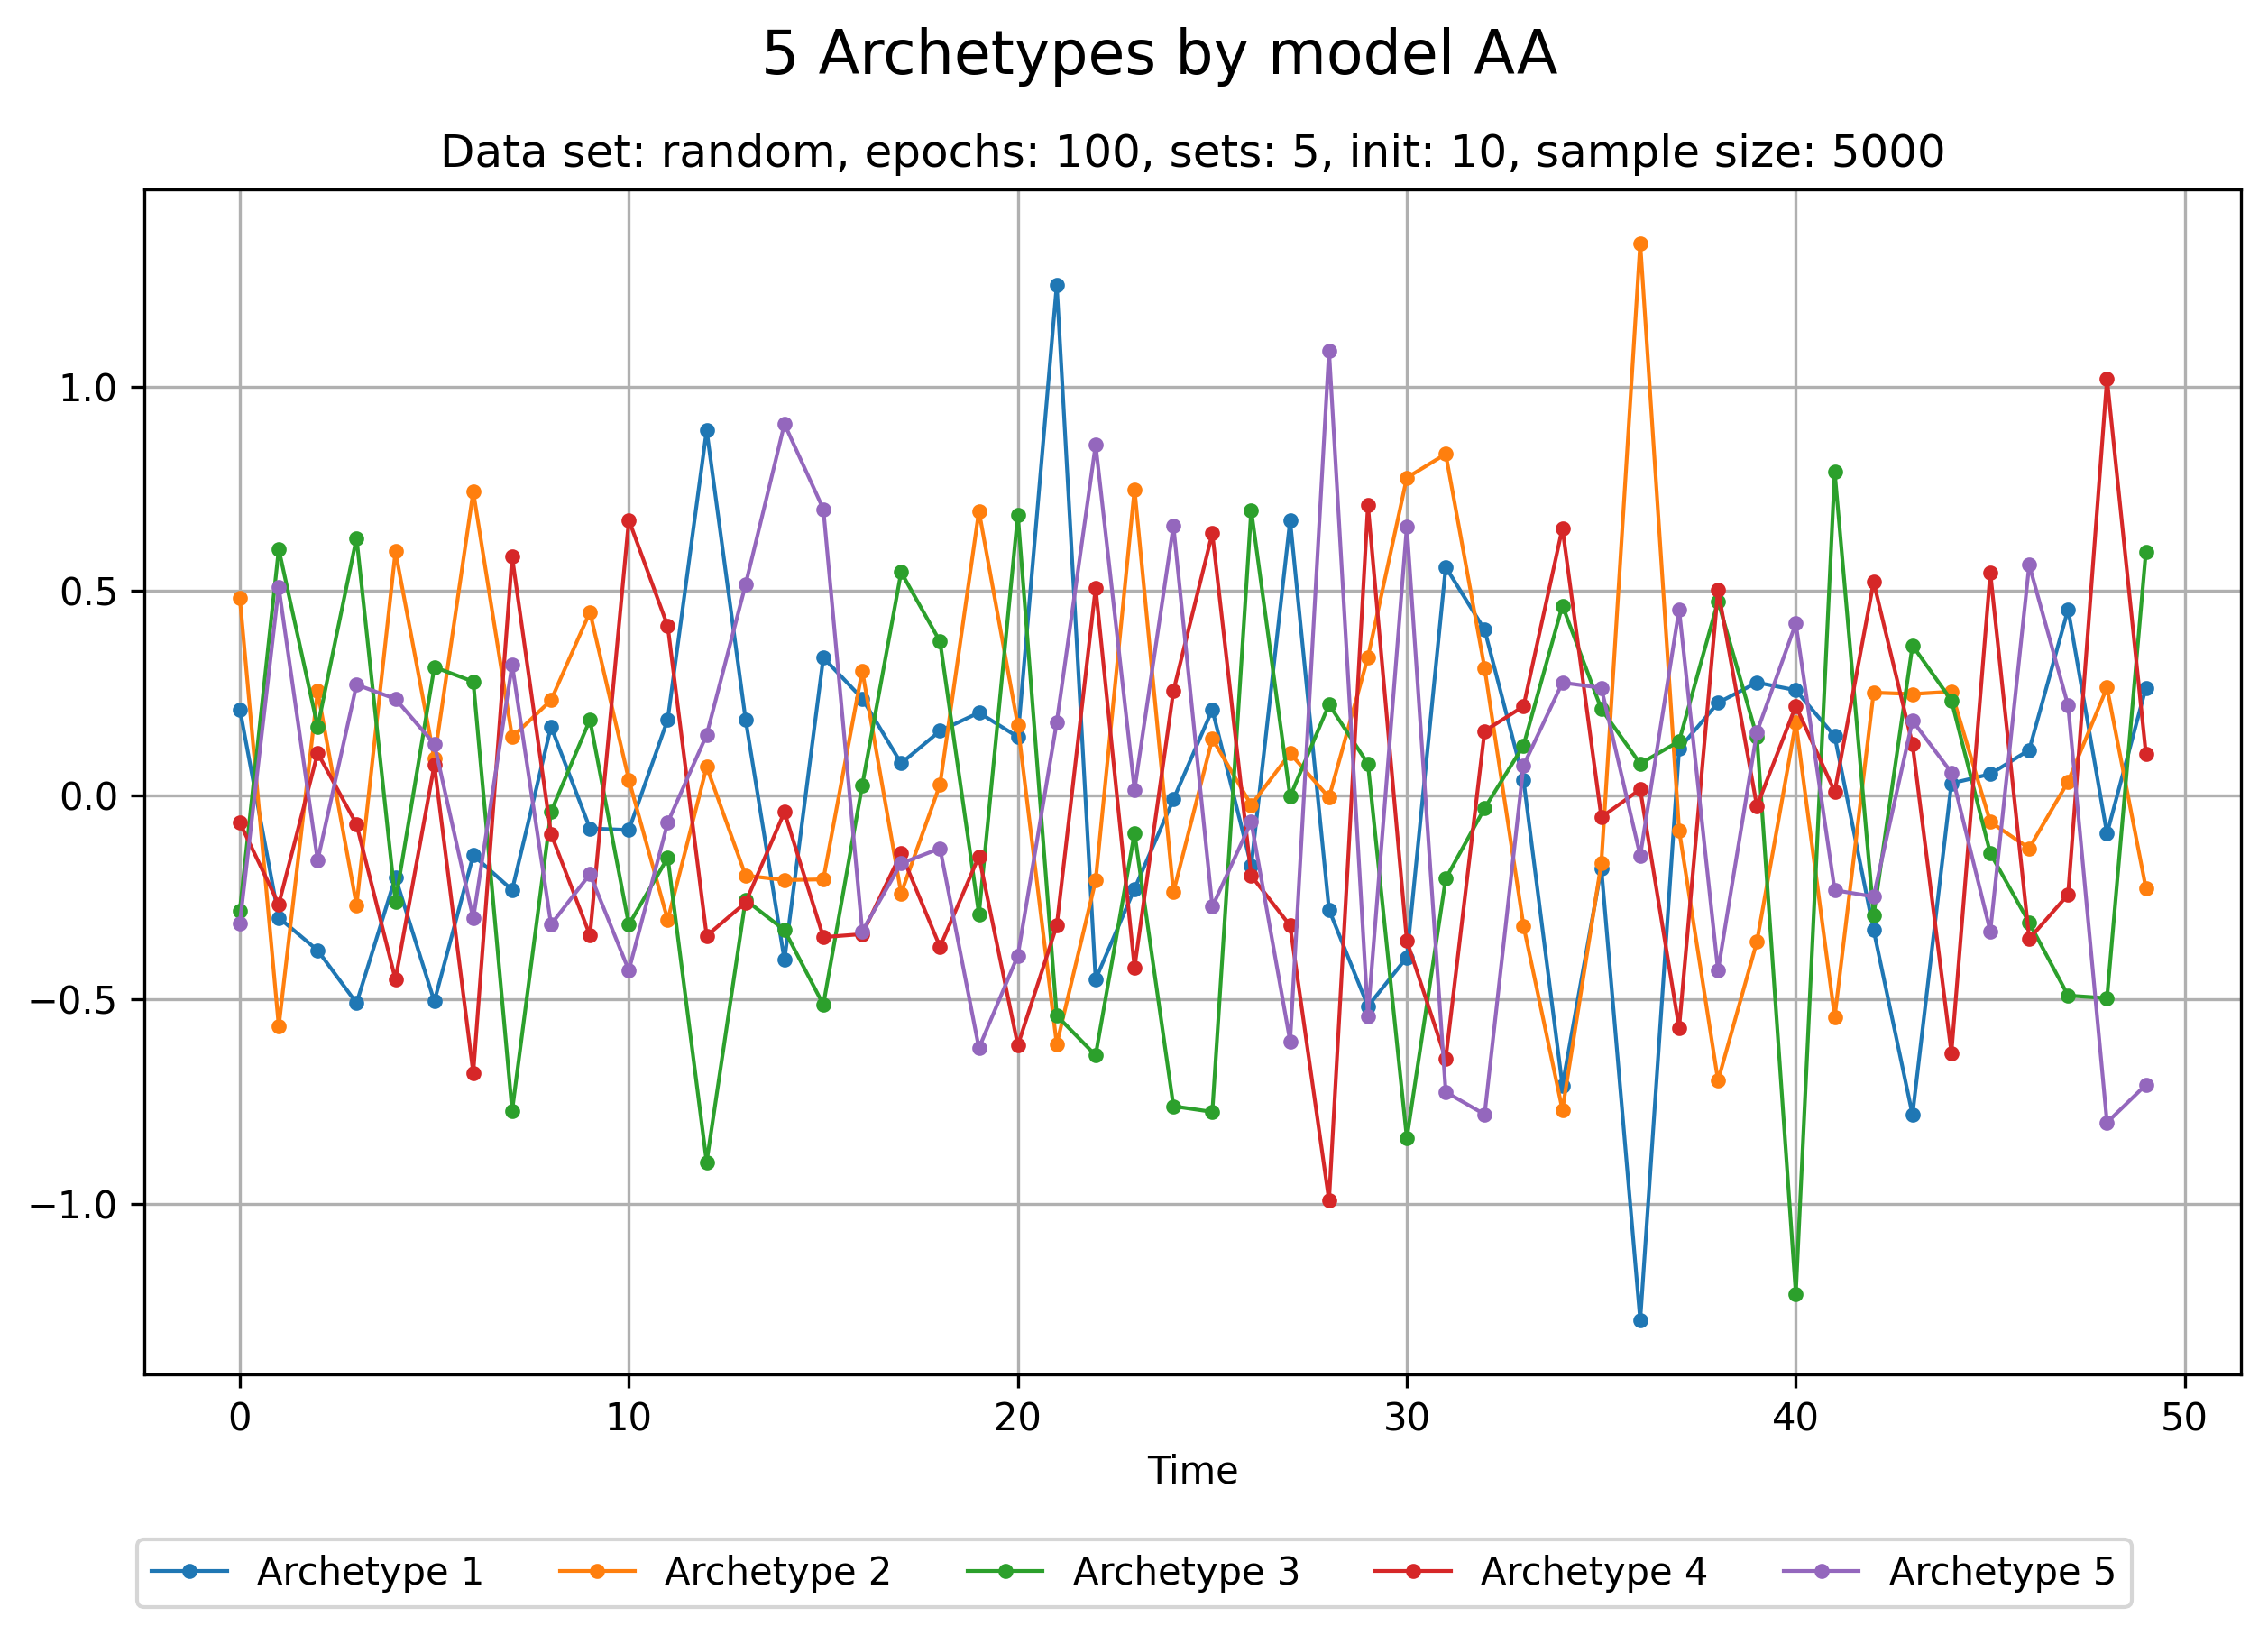 5 Archetypes by model AA
Data set: random, epochs: 100, sets: 5, init: 10, sample size: 5000
1.0
0.5
0.0
−0.5
−1.0
0 10 20 30 40 50
Time
Archetype 1 Archetype 2 Archetype 3 Archetype 4 Archetype 5